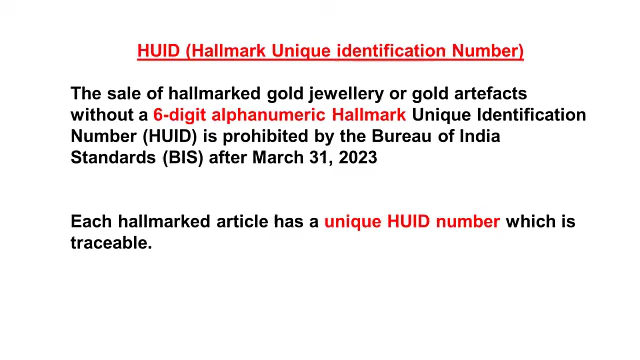 HUID (Hallmark Unique identification Number)
The sale of hallmarked gold jewellery or gold artefacts
without a 6-digit alphanumeric Hallmark Unique Identification
Number (HUID) is prohibited by the Bureau of India
Standards (BIS) after March 31, 2023
Each hallmarked article has a unique HUID number which is
traceable.